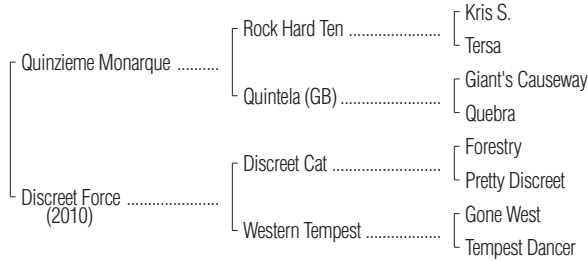 Kris S.
Rock Hard Ten ....................
Tersa
Quinzieme Monarque ..........
Giant's Causeway
Quintela (GB) ......................
Quebra
Forestry
Discreet Cat ........................
Pretty Discreet
Discreet Force ....................
(2010)
Gone West
Western Tempest ................
Tempest Dancer